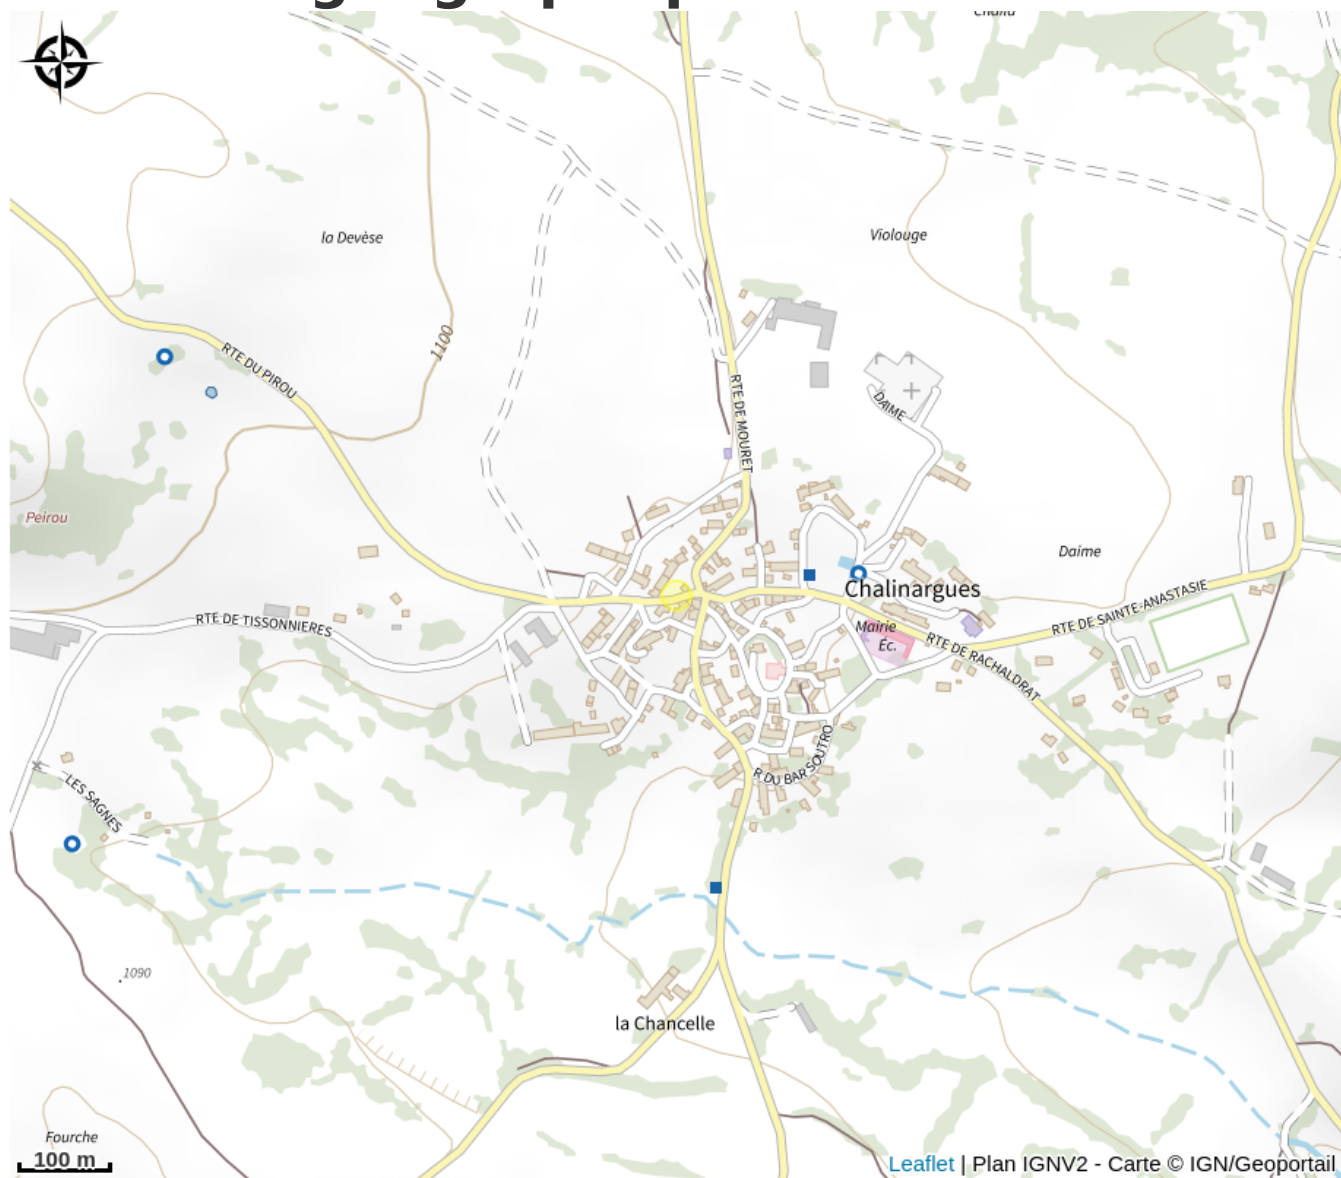 la Devèse
Violouge
1100
RTE DU PIROU
RTE DE MOURET
DAIME
Peirou
Daime
Chalinargues
RTE DE SAINTE-ANASTASIE
RTE DE TISSONNIERES
Mairie
Éc.
RTE DE RACHALDRAT
R DU BAR SOUTRO
LES SAGNES
1090
la Chancelle
Fourche
100 m
Leaflet | Plan IGNV2 - Carte © IGN/Geoportail